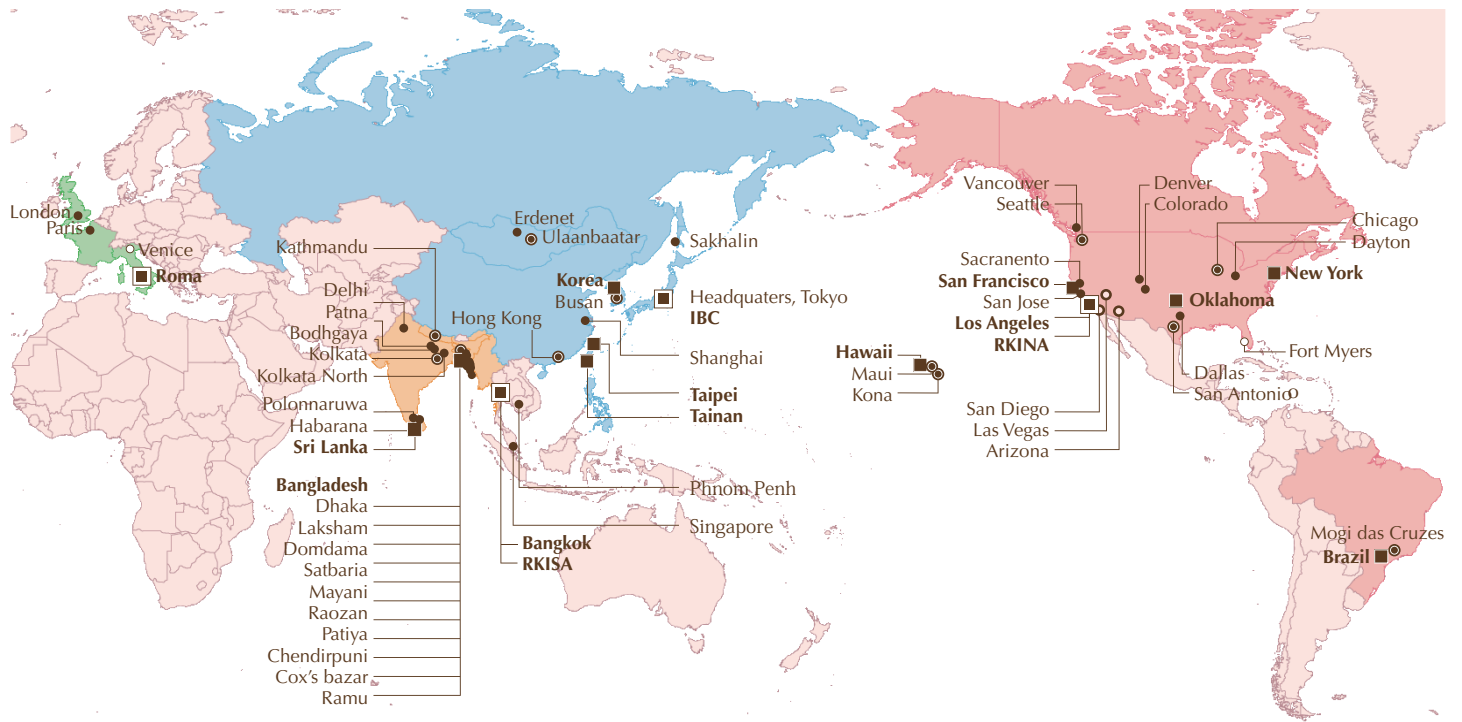 London
Paris
Venice
Roma
Kathmandu
Delhi
Patna
Bodhgaya
Kolkata
Kolkata North
Polonnaruwa
Habarana
Sri Lanka
Bangladesh
Dhaka
Laksham
Domdama
Satbaria
Mayani
Raozan
Patiya
Chendirpuni
Cox's bazar
Ramu
Erdenet
Ulaanbaatar
Sakhalin
Korea
Busan
Hong Kong
Headquaters, Tokyo
IBC
Shanghai
Taipei
Tainan
Phnom Penh
Singapore
Bangkok
RKISA
Hawaii
Maui
Kona
Vancouver
Seattle
Sacranento
San Francisco
San Jose
Los Angeles
RKINA
San Diego
Las Vegas
Arizona
Denver
Colorado
Chicago
Dayton
New York
Oklahoma
Fort Myers
Dallas
San Antonio
Mogi das Cruzes
Brazil